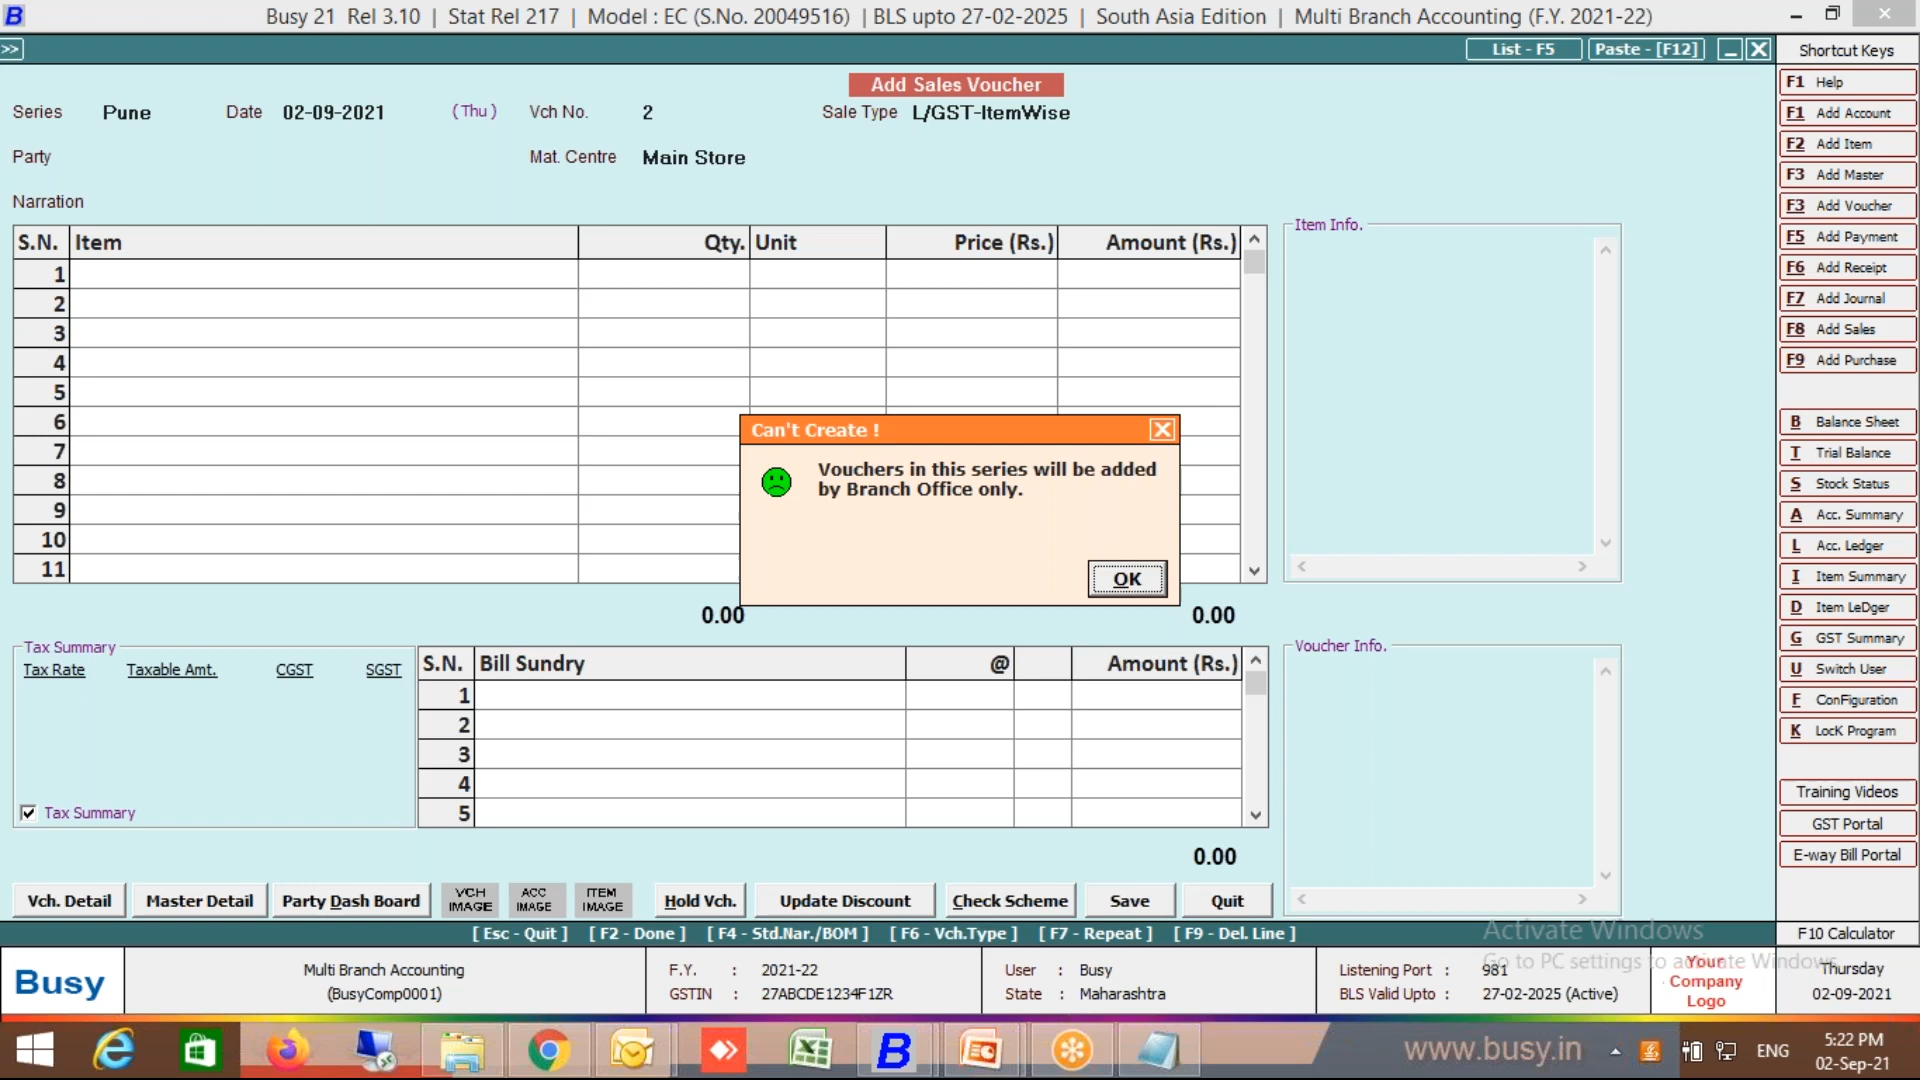 B Busy 21 Rel 3.10 | Stat Rel 217 | Model : EC (S.No. 20049516) | BLS upto 27-02-2025 | South Asia Edition | Multi Branch Accounting (F.Y. 2021-22)
>> List - F5 Paste - [F12] Shortcut Keys
Add Sales Voucher
Series Pune Date 02-09-2021 (Thu) Vch No. 2 Sale Type L/GST-ItemWise
Party Mat. Centre Main Store
Narration
S.N. Item Qty. Unit Price (Rs.) Amount (Rs.)
1
2
3
4
5
6
7
8
9
10
11
0.00 0.00
Item Info.
Can't Create !
Vouchers in this series will be added
by Branch Office only.
OK
Tax Summary
Tax Rate Taxable Amt. CGST SGST
Tax Summary
S.N. Bill Sundry @ Amount (Rs.)
1
2
3
4
5
0.00
Voucher Info.
F1 Help
F1 Add Account
F2 Add Item
F3 Add Master
F3 Add Voucher
F5 Add Payment
F6 Add Receipt
F7 Add Journal
F8 Add Sales
F9 Add Purchase
B Balance Sheet
T Trial Balance
S Stock Status
A Acc. Summary
L Acc. Ledger
I Item Summary
D Item LeDger
G GST Summary
U Switch User
F ConFiguration
K LocK Program
Training Videos
GST Portal
E-way Bill Portal
Vch. Detail Master Detail Party Dash Board VCH IMAGE ACC IMAGE ITEM IMAGE Hold Vch. Update Discount Check Scheme Save Quit
[ Esc - Quit ] [ F2 - Done ] [ F4 - Std.Nar./BOM ] [ F6 - Vch.Type ] [ F7 - Repeat ] [ F9 - Del. Line ]
F10 Calculator
Activate Windows
Go to PC settings to activate Windows.
Busy
Multi Branch Accounting
(BusyComp0001)
F.Y. : 2021-22
GSTIN : 27ABCDE1234F1ZR
User : Busy
State : Maharashtra
Listening Port : 981
BLS Valid Upto : 27-02-2025 (Active)
Your
Company
Logo
Thursday
02-09-2021
www.busy.in
ENG
5:22 PM
02-Sep-21